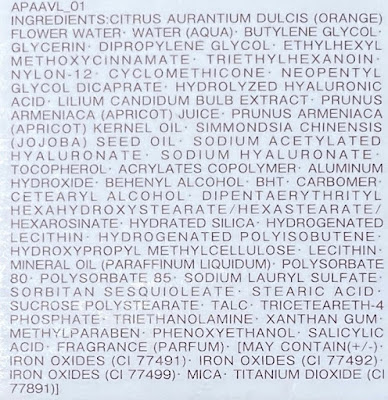 APAAVL_01
INGREDIENTS:CITRUS AURANTIUM DULCIS (ORANGE)
FLOWER WATER· WATER (AQUA)· BUTYLENE GLYCOL·
GLYCERIN· DIPROPYLENE GLYCOL· ETHYLHEXYL
METHOXYCINNAMATE· TRIETHYLHEXANOIN·
NYLON-12· CYCLOMETHICONE· NEOPENTYL
GLYCOL DICAPRATE· HYDROLYZED HYALURONIC
ACID· LILIUM CANDIDUM BULB EXTRACT· PRUNUS
ARMENIACA (APRICOT) JUICE· PRUNUS ARMENIACA
(APRICOT) KERNEL OIL· SIMMONDSIA CHINENSIS
(JOJOBA) SEED OIL· SODIUM ACETYLATED
HYALURONATE· SODIUM HYALURONATE·
TOCOPHEROL· ACRYLATES COPOLYMER· ALUMINUM
HYDROXIDE· BEHENYL ALCOHOL· BHT· CARBOMER·
CETEARYL ALCOHOL· DIPENTAERYTHRITYL
HEXAHYDROXYSTEARATE/HEXASTEARATE/
HEXAROSINATE· HYDRATED SILICA· HYDROGENATED
LECITHIN· HYDROGENATED POLYISOBUTENE·
HYDROXYPROPYL METHYLCELLULOSE· LECITHIN·
MINERAL OIL (PARAFFINUM LIQUIDUM)· POLYSORBATE
80· POLYSORBATE 85· SODIUM LAURYL SULFATE·
SORBITAN SESQUIOLEATE· STEARIC ACID·
SUCROSE POLYSTEARATE· TALC· TRICETEARETH-4
PHOSPHATE· TRIETHANOLAMINE· XANTHAN GUM·
METHYLPARABEN· PHENOXYETHANOL· SALICYLIC
ACID· FRAGRANCE (PARFUM)· [MAY CONTAIN(+/-)·
IRON OXIDES (CI 77491)· IRON OXIDES (CI 77492)·
IRON OXIDES (CI 77499)· MICA· TITANIUM DIOXIDE (CI
77891)]